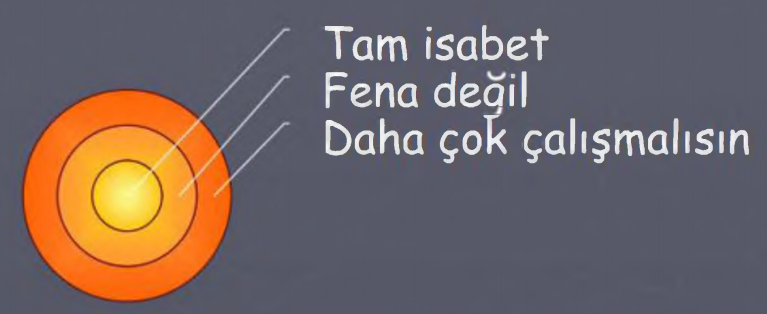 Tam isabet
Fena değil
Daha çok çalışmalısın